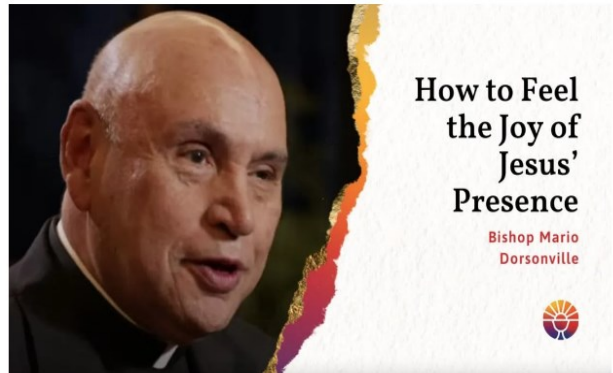 How to Feel
the Joy of
Jesus’
Presence
Bishop Mario
Dorsonville